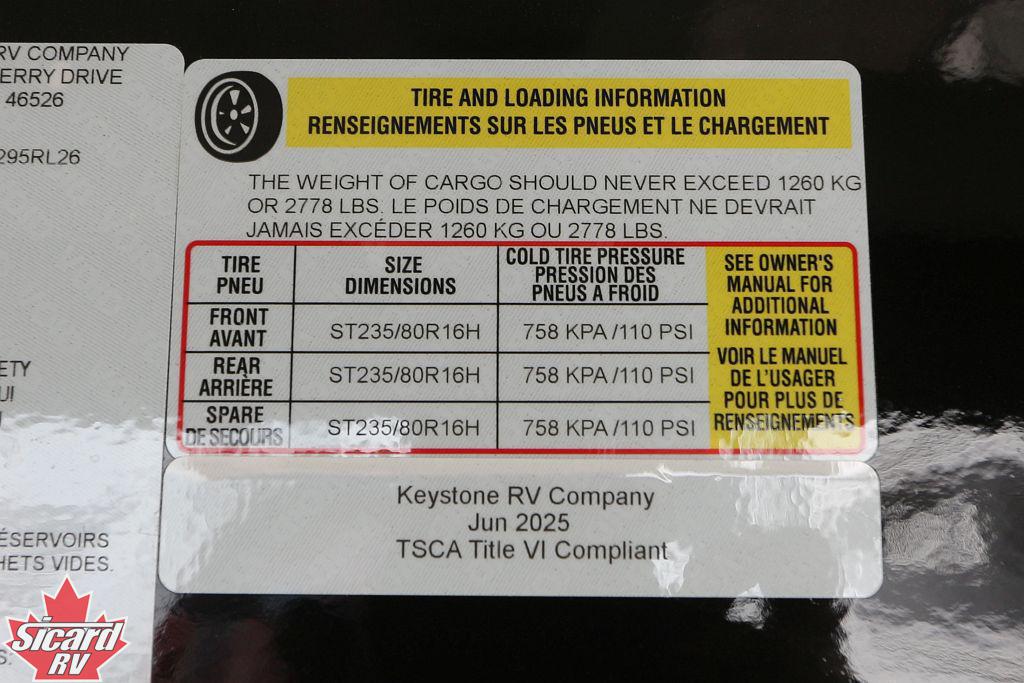 RV COMPANY
ERRY DRIVE
46526
295RL26
ETY
UI
ÉSERVOIRS
HETS VIDES.
S:
TIRE AND LOADING INFORMATION
RENSEIGNEMENTS SUR LES PNEUS ET LE CHARGEMENT
THE WEIGHT OF CARGO SHOULD NEVER EXCEED 1260 KG
OR 2778 LBS. LE POIDS DE CHARGEMENT NE DEVRAIT
JAMAIS EXCÉDER 1260 KG OU 2778 LBS.
TIRE
PNEU
SIZE
DIMENSIONS
COLD TIRE PRESSURE
PRESSION DES
PNEUS A FROID
FRONT
AVANT
ST235/80R16H
758 KPA /110 PSI
REAR
ARRIÈRE
ST235/80R16H
758 KPA /110 PSI
SPARE
DE SECOURS
ST235/80R16H
758 KPA /110 PSI
SEE OWNER'S
MANUAL FOR
ADDITIONAL
INFORMATION
VOIR LE MANUEL
DE L'USAGER
POUR PLUS DE
RENSEIGNEMENTS
Keystone RV Company
Jun 2025
TSCA Title VI Compliant
Sicard
RV